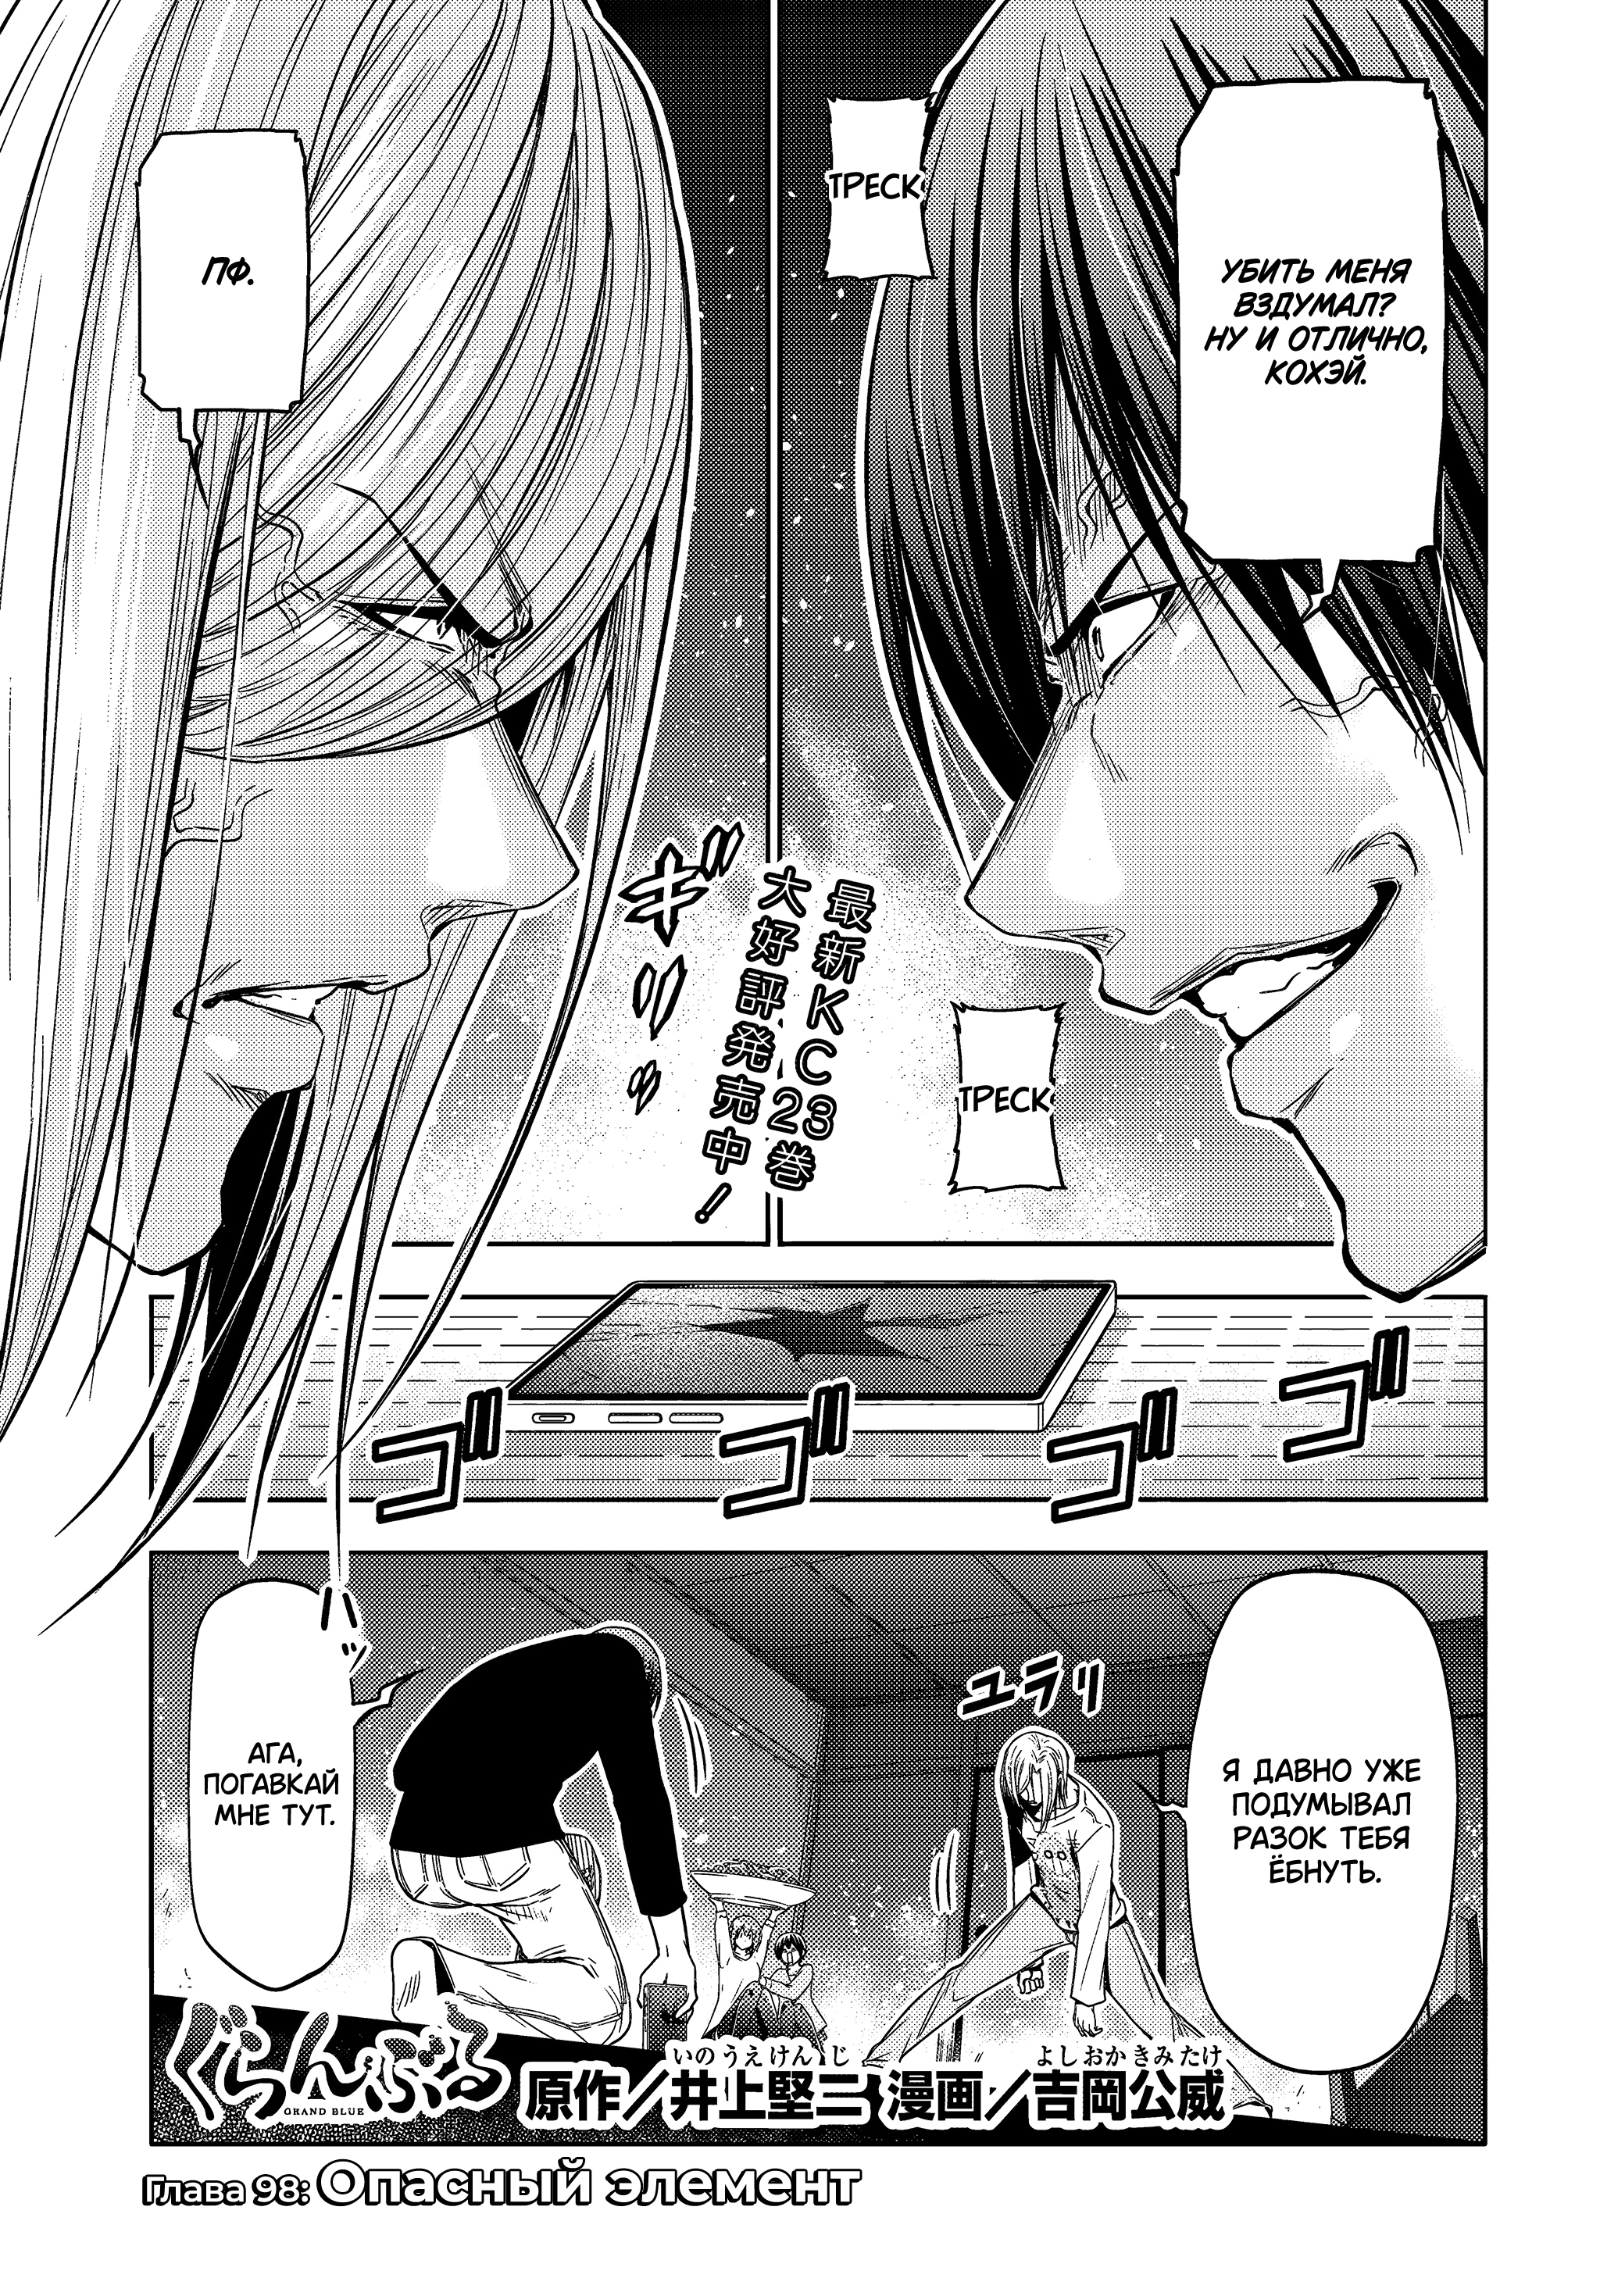 УБИТЬ МЕНЯ
ВЗДУМАЛ?
НУ И ОТЛИЧНО,
КОХЭЙ.
ТРЕСК
ПФ.
ТРЕСК
最新KC23巻
大好評発売中!
ギリッ
ゴゴゴゴ
Я ДАВНО УЖЕ
ПОДУМЫВАЛ
РАЗОК ТЕБЯ
ЁБНУТЬ.
ユラリ
ハッ
АГА,
ПОГАВКАЙ
МНЕ ТУТ.
ぐらんぶる
GRAND BLUE
いのうえけんじ よしおかきみたけ
原作/井上堅二 漫画/吉岡公威
Глава 98: Опасный элемент